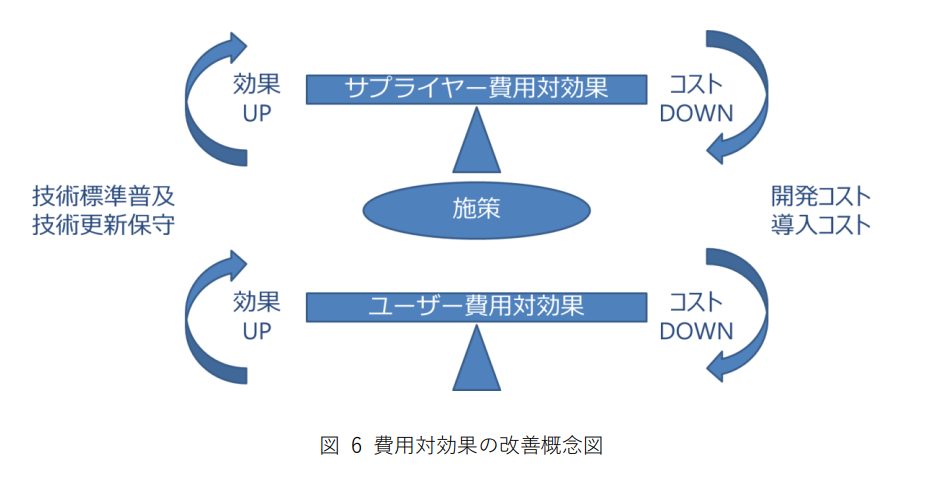 効果
UP
サプライヤー費用対効果
コスト
DOWN
技術標準普及
技術更新保守
施策
開発コスト
導入コスト
効果
UP
ユーザー費用対効果
コスト
DOWN
図 6 費用対効果の改善概念図